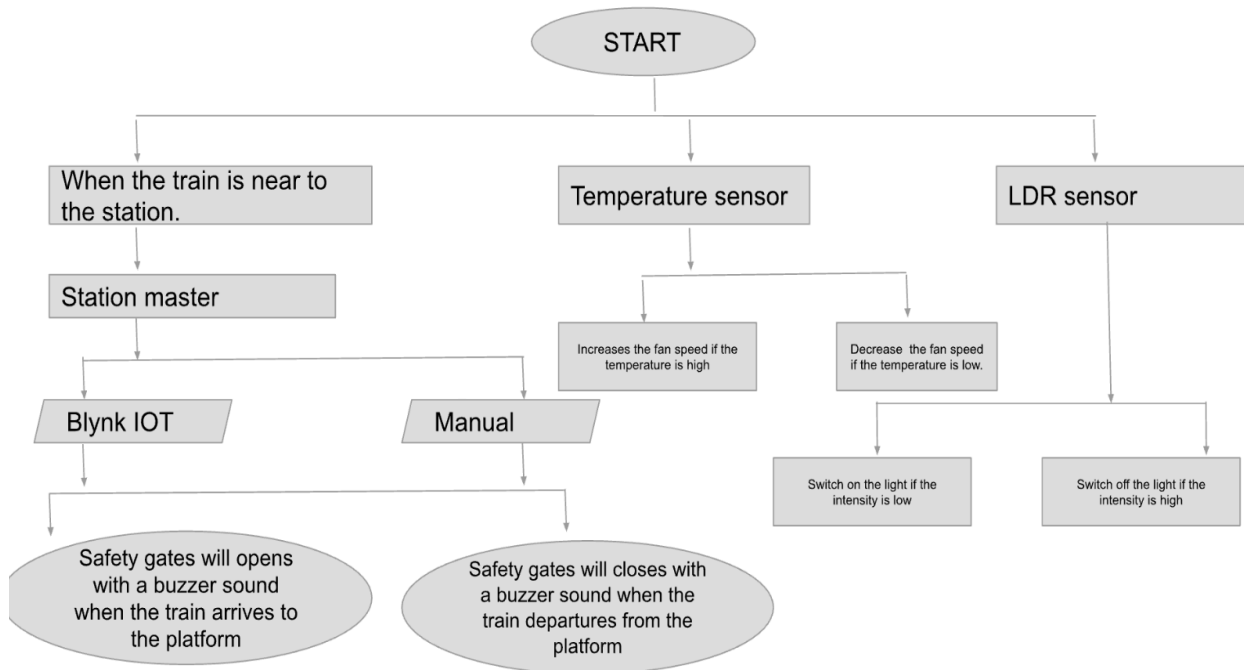 START
When the train is near to
the station.
Temperature sensor
LDR sensor
Station master
Increases the fan speed if the
temperature is high
Decrease the fan speed
if the temperature is low.
Blynk IOT
Manual
Switch on the light if the
intensity is low
Switch off the light if the
intensity is high
Safety gates will opens
with a buzzer sound
when the train arrives to
the platform
Safety gates will closes with
a buzzer sound when the
train departures from the
platform